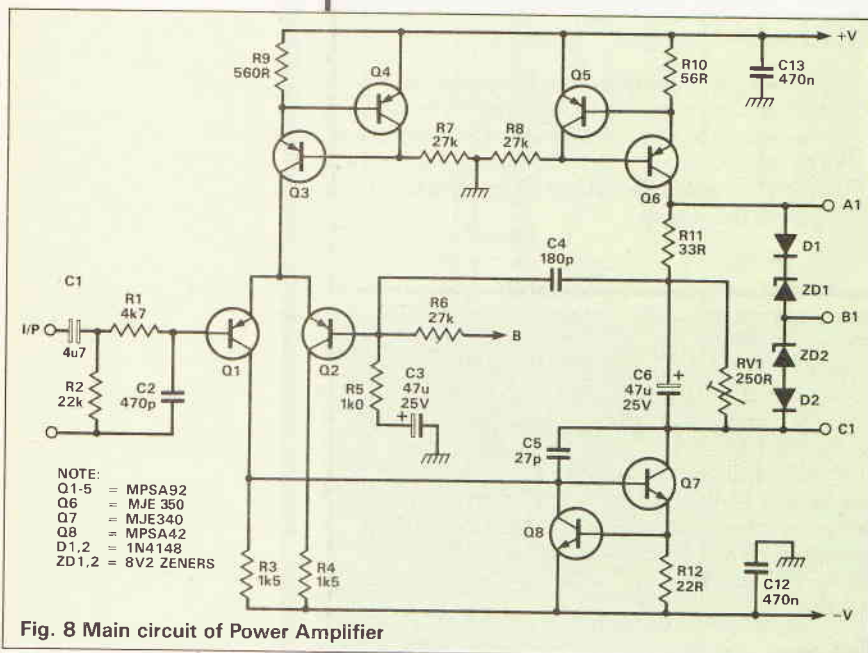 +V
R9
560R
Q4
Q5
R10
56R
C13
470n
R7
27k
R8
27k
Q3
Q6
A1
R11
33R
D1
C4
180p
ZD1
C1
R1
4k7
R6
27k
B
B1
I/P
4u7
Q1
Q2
C3
47u
25V
C6
47u
25V
+
RV1
250R
ZD2
R2
22k
C2
470p
R5
1k0
+
D2
C5
27p
C1
NOTE:
Q1-5 = MPSA92
Q6 = MJE 350
Q7 = MJE340
Q8 = MPSA42
D1,2 = 1N4148
ZD1,2 = 8V2 ZENERS
Q7
Q8
R3
1k5
R4
1k5
R12
22R
C12
470n
-V
Fig. 8 Main circuit of Power Amplifier